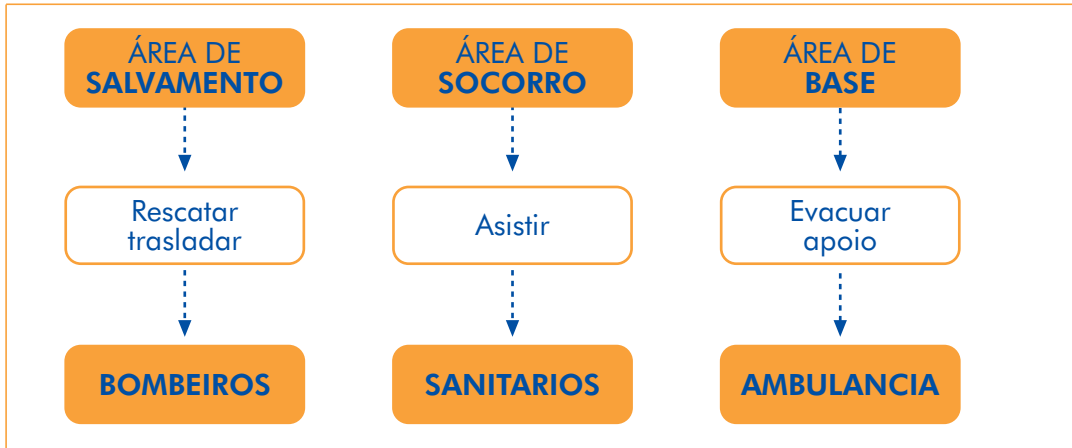 ÁREA DE
SALVAMENTO
ÁREA DE
SOCORRO
ÁREA DE
BASE
Rescatar
trasladar
Asistir
Evacuar
apoio
BOMBEIROS
SANITARIOS
AMBULANCIA